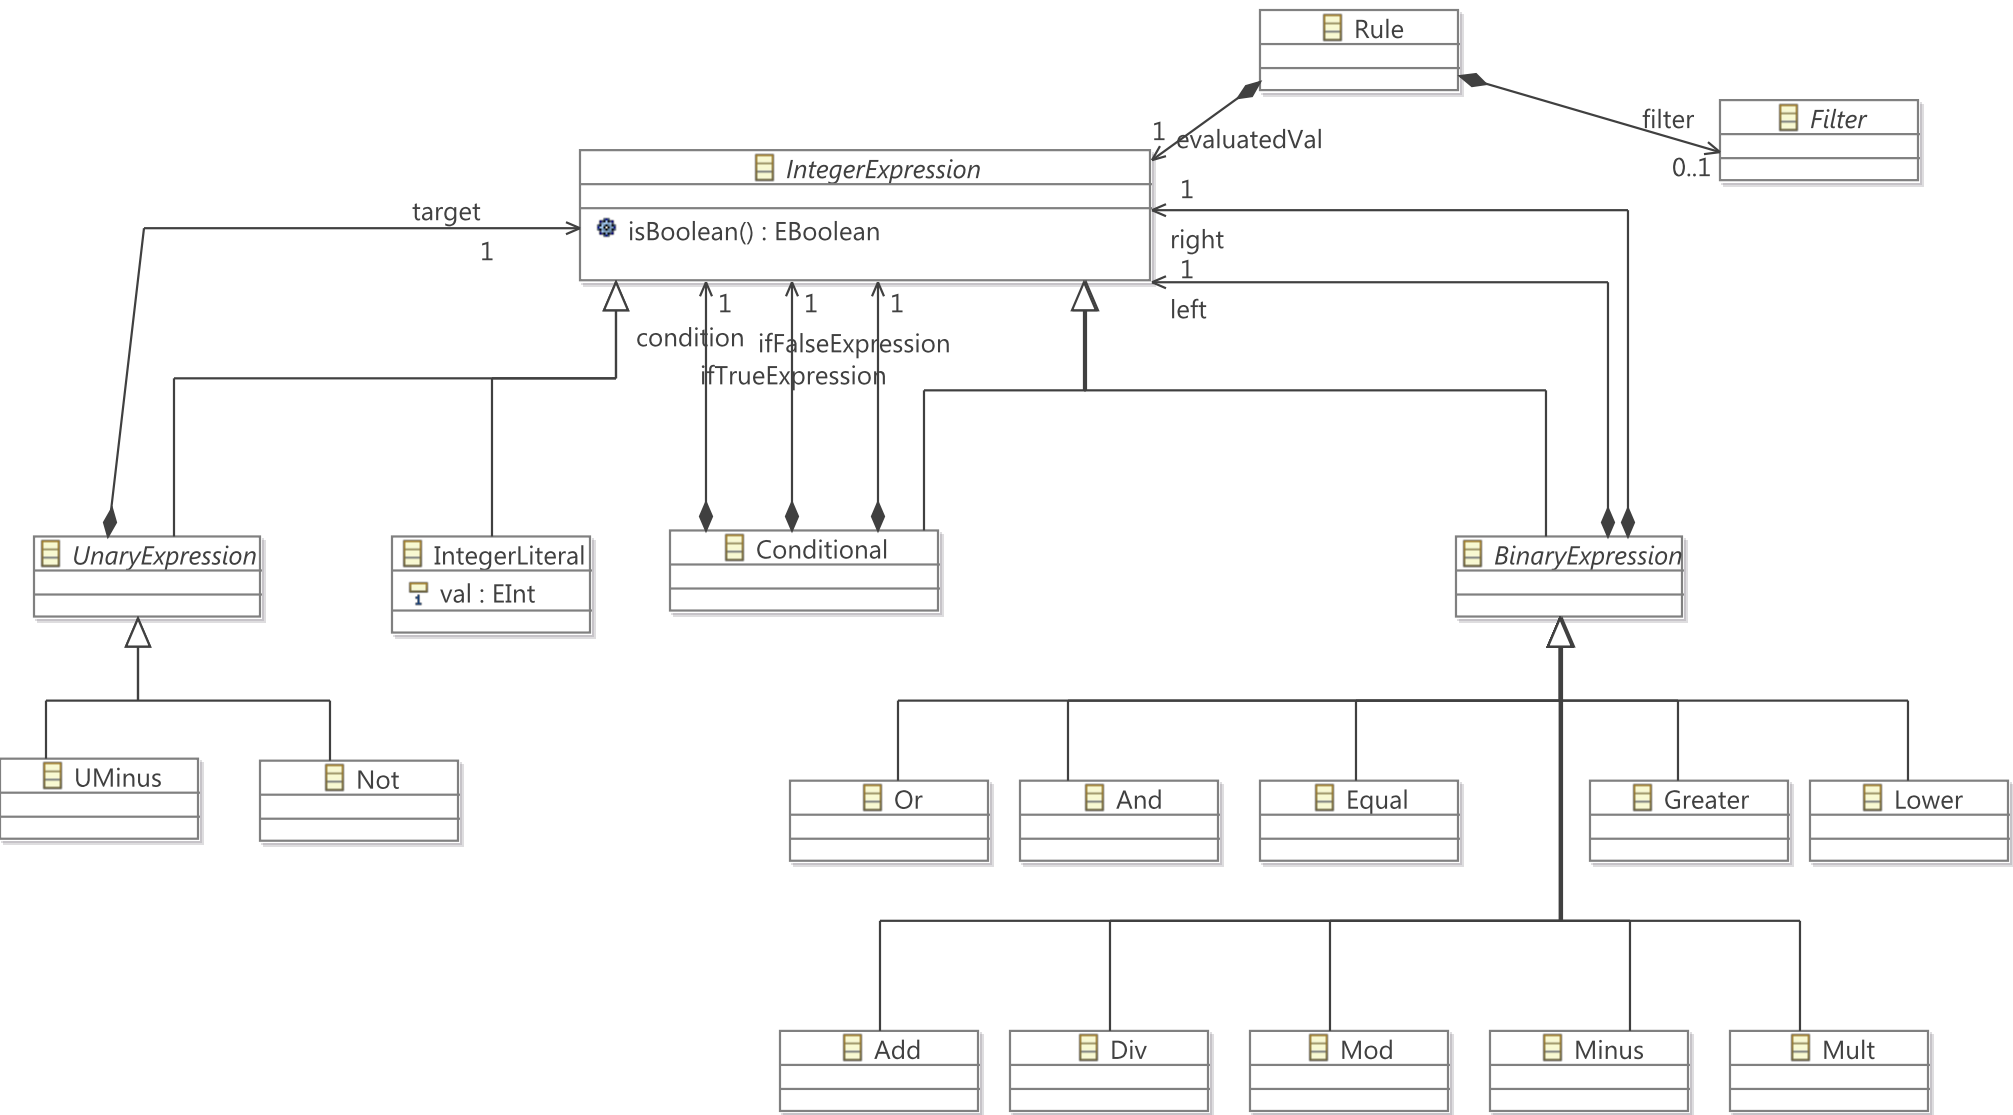 Rule
filter
Filter
1
evaluatedVal
0..1
IntegerExpression
1
target
isBoolean() : EBoolean
right
1
1
1
1
1
left
condition
ifFalseExpression
ifTrueExpression
UnaryExpression
IntegerLiteral
val : EInt
Conditional
BinaryExpression
UMinus
Not
Or
And
Equal
Greater
Lower
Add
Div
Mod
Minus
Mult